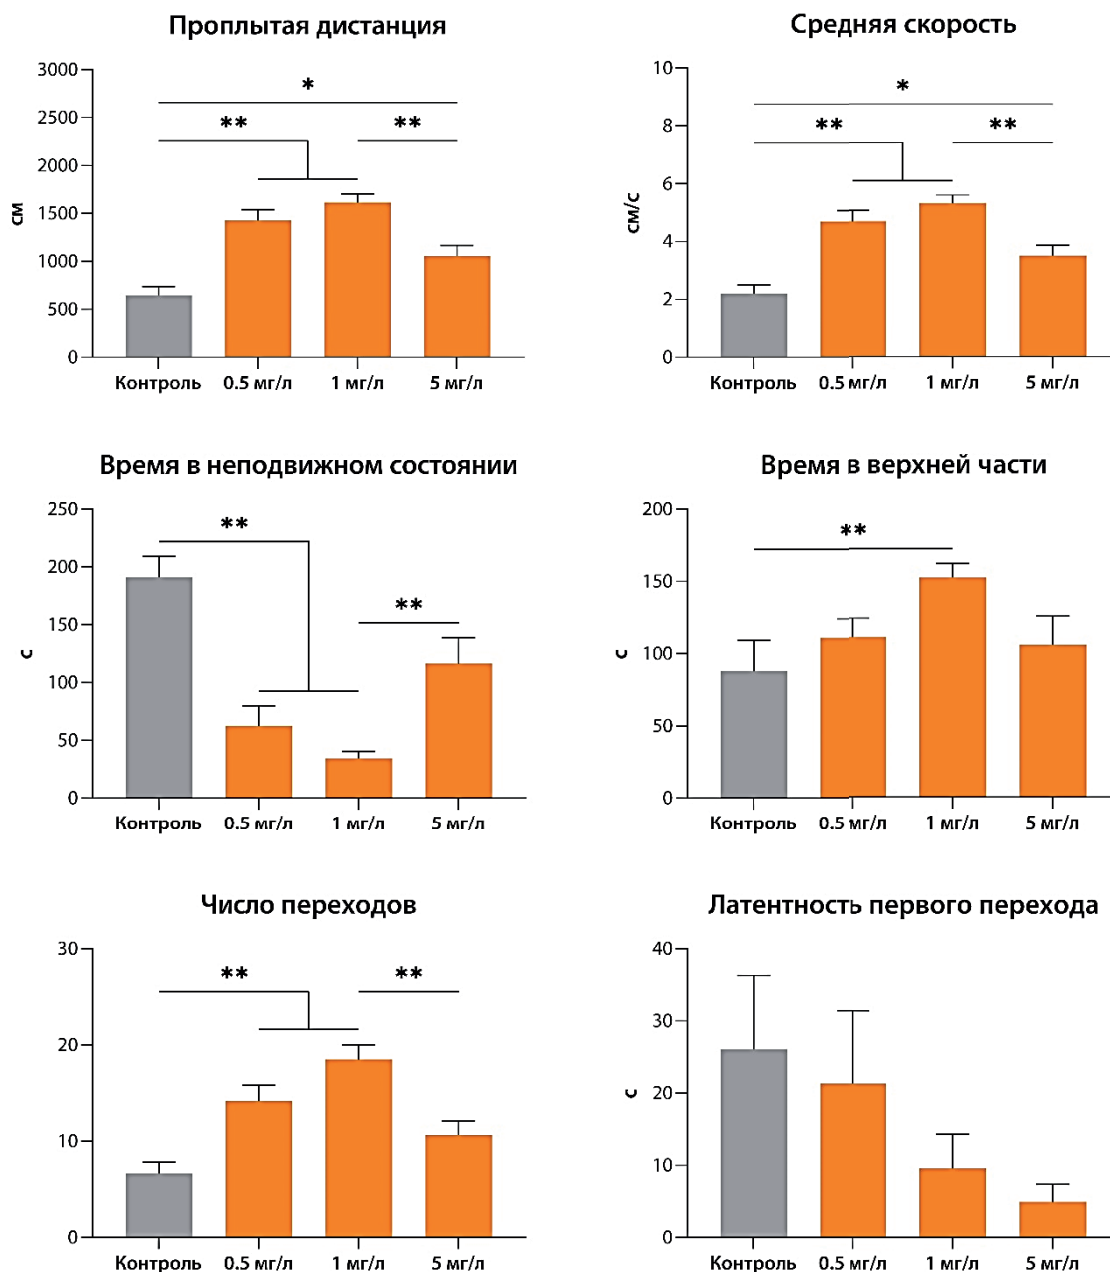 Проплытая дистанция
3000
2500
2000
1500
1000
500
0
см
*
**
**
Контроль
0.5 мг/л
1 мг/л
5 мг/л
Средняя скорость
10
8
6
4
2
0
см/с
*
**
**
Контроль
0.5 мг/л
1 мг/л
5 мг/л
Время в неподвижном состоянии
250
200
150
100
50
0
с
**
**
Контроль
0.5 мг/л
1 мг/л
5 мг/л
Время в верхней части
200
150
100
50
0
с
**
Контроль
0.5 мг/л
1 мг/л
5 мг/л
Число переходов
30
20
10
0
**
**
Контроль
0.5 мг/л
1 мг/л
5 мг/л
Латентность первого перехода
40
30
20
10
0
с
Контроль
0.5 мг/л
1 мг/л
5 мг/л